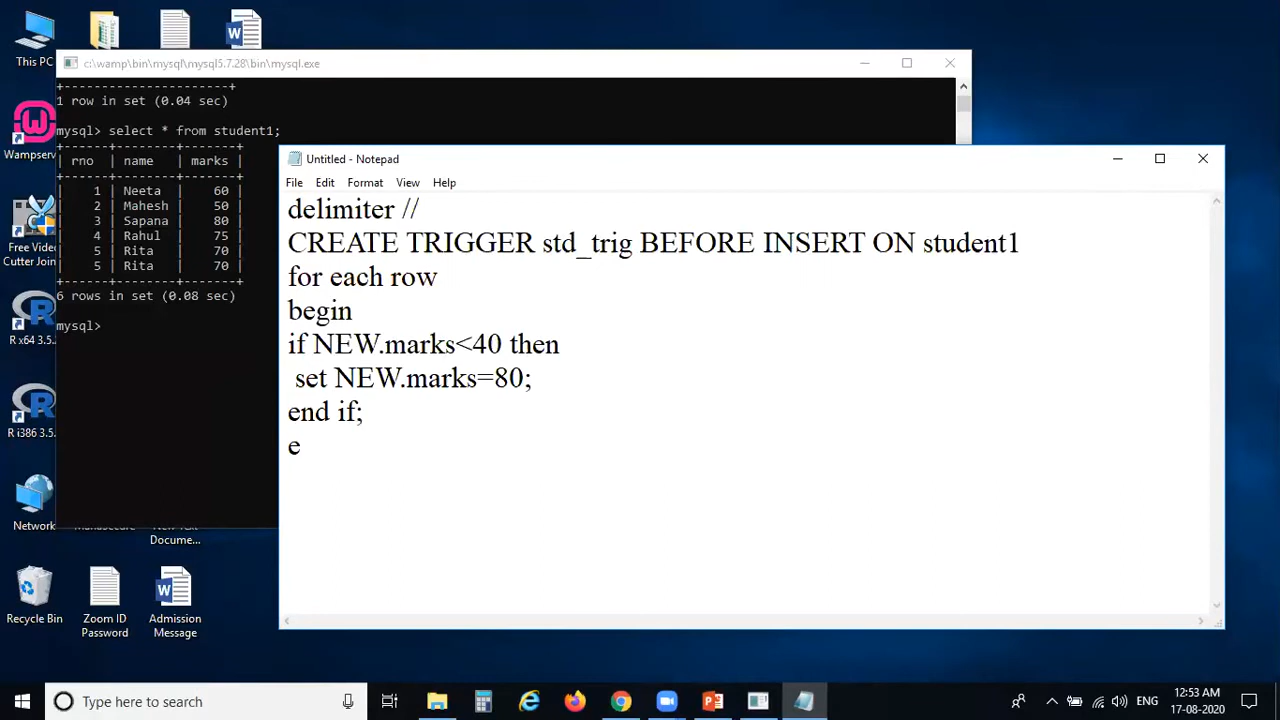 This PC
c:\wamp\bin\mysql\mysql5.7.28\bin\mysql.exe
+----------------------+
1 row in set (0.04 sec)
mysql> select * from student1;
+------+--------+-------+
| rno | name | marks |
+------+--------+-------+
| 1 | Neeta | 60 |
| 2 | Mahesh | 50 |
| 3 | Sapana | 80 |
| 4 | Rahul | 75 |
| 5 | Rita | 70 |
| 5 | Rita | 70 |
+------+--------+-------+
6 rows in set (0.08 sec)
mysql>
Untitled - Notepad
File Edit Format View Help
delimiter //
CREATE TRIGGER std_trig BEFORE INSERT ON student1
for each row
begin
if NEW.marks<40 then
set NEW.marks=80;
end if;
e
Wampserv
Free Video
Cutter Join
R x64 3.5.
R i386 3.5.
Network
New Text
Docume...
Recycle Bin
Zoom ID
Password
Admission
Message
Type here to search
ENG
12:53 AM
17-08-2020